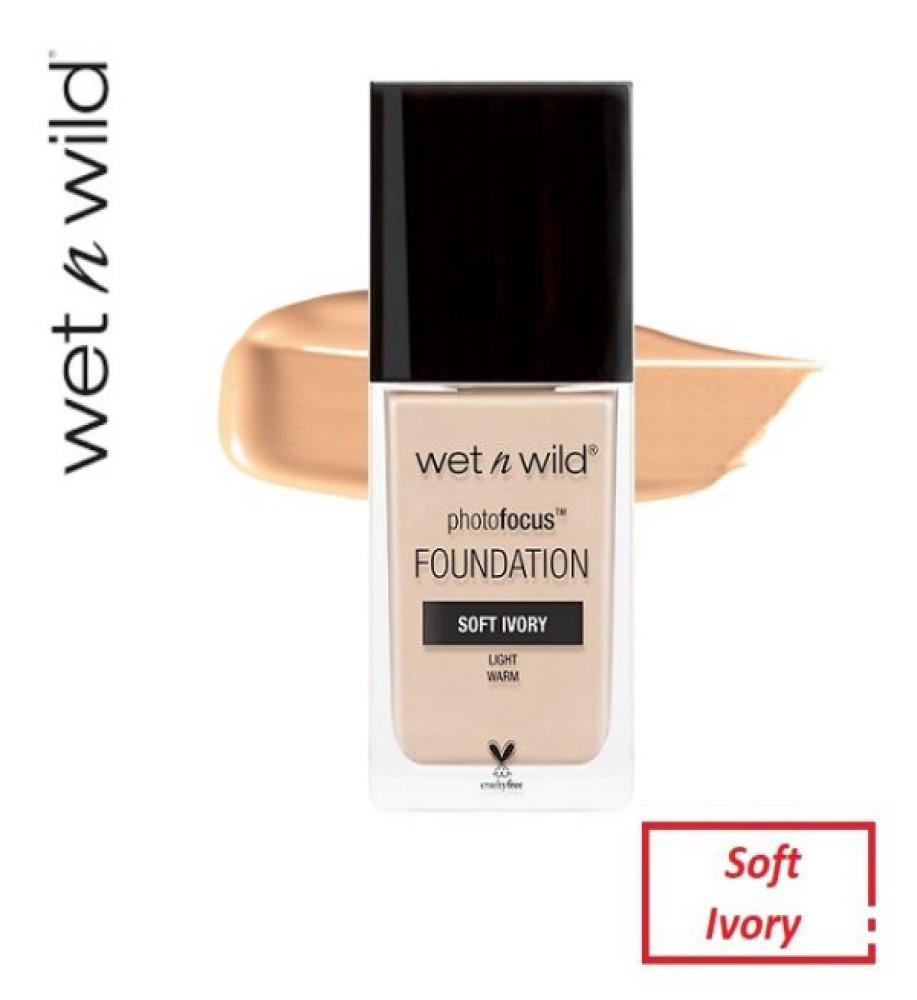 wet n wild®
wet n wild®
photofocus™
FOUNDATION
SOFT IVORY
LIGHT
WARM
crueltyfree
Soft
Ivory